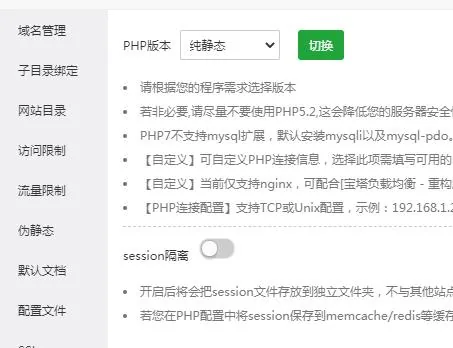 域名管理
子目录绑定
网站目录
访问限制
流量限制
伪静态
默认文档
配置文件
PHP版本 纯静态 切换
请根据您的程序需求选择版本
若非必要,请尽量不要使用PHP5.2,这会降低您的服务器安全
PHP7不支持mysql扩展，默认安装mysqli以及mysql-pdo。
【自定义】可自定义PHP连接信息，选择此项需填写可用的
【自定义】当前仅支持nginx，可配合[宝塔负载均衡 - 重构
【PHP连接配置】支持TCP或Unix配置，示例：192.168.1.2
session隔离
开启后将会把session文件存放到独立文件夹，不与其他站点
若您在PHP配置中将session保存到memcache/redis等缓存